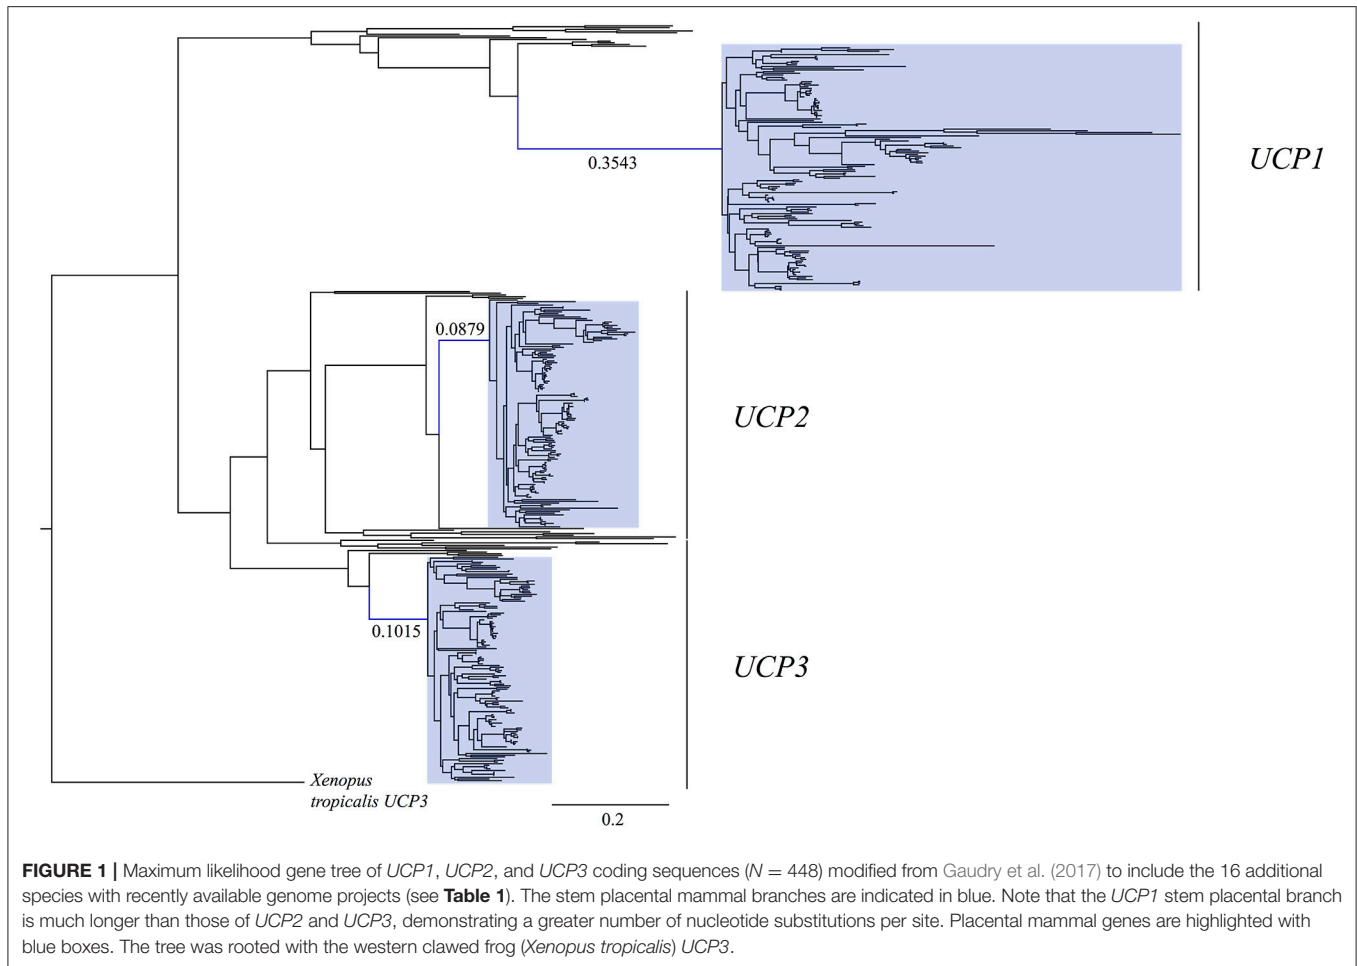 0.3543
UCP1
0.0879
UCP2
0.1015
UCP3
Xenopus
tropicalis UCP3
0.2
FIGURE 1 | Maximum likelihood gene tree of UCP1, UCP2, and UCP3 coding sequences (N = 448) modified from Gaudry et al. (2017) to include the 16 additional
species with recently available genome projects (see Table 1). The stem placental mammal branches are indicated in blue. Note that the UCP1 stem placental branch
is much longer than those of UCP2 and UCP3, demonstrating a greater number of nucleotide substitutions per site. Placental mammal genes are highlighted with
blue boxes. The tree was rooted with the western clawed frog (Xenopus tropicalis) UCP3.